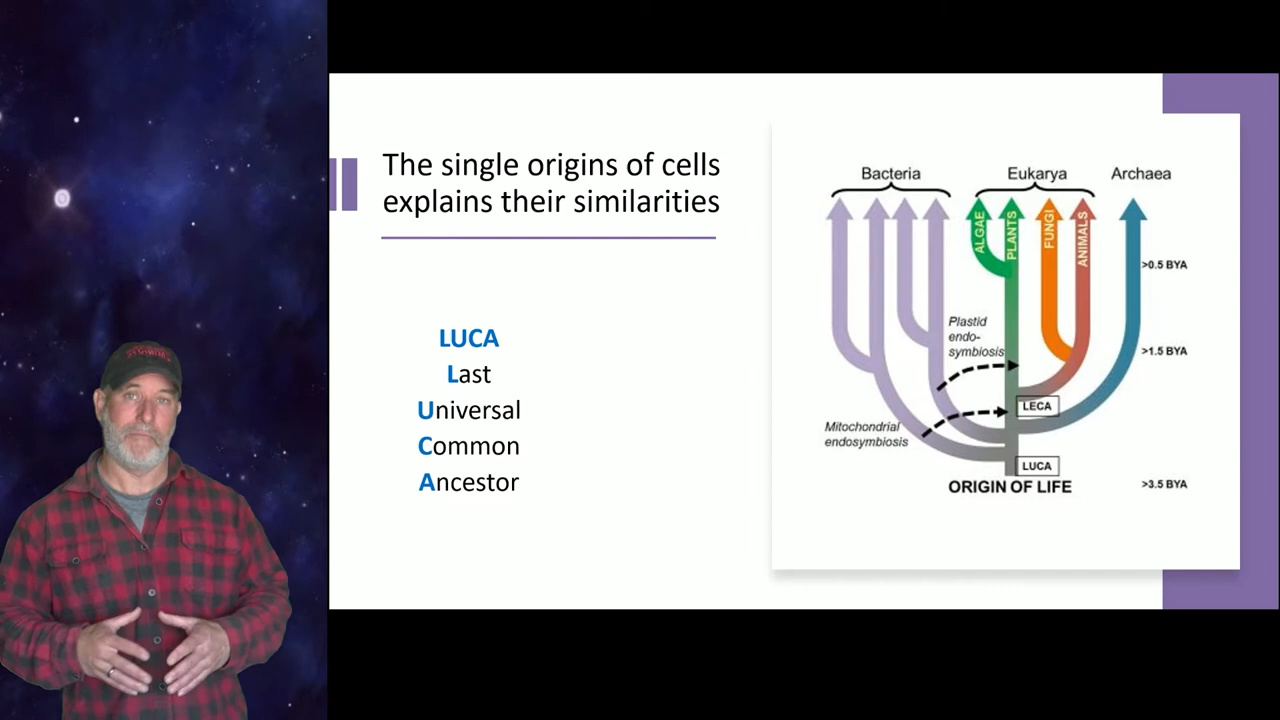 The single origins of cells
explains their similarities
LUCA
Last
Universal
Common
Ancestor
Bacteria
Eukarya
Archaea
ALGAE
PLANTS
FUNGI
ANIMALS
>0.5 BYA
Plastid
endo-
symbiosis
>1.5 BYA
LECA
Mitochondrial
endosymbiosis
LUCA
ORIGIN OF LIFE
>3.5 BYA